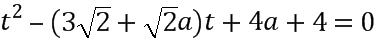 t² − (3√2 + √2a)t + 4a + 4 = 0